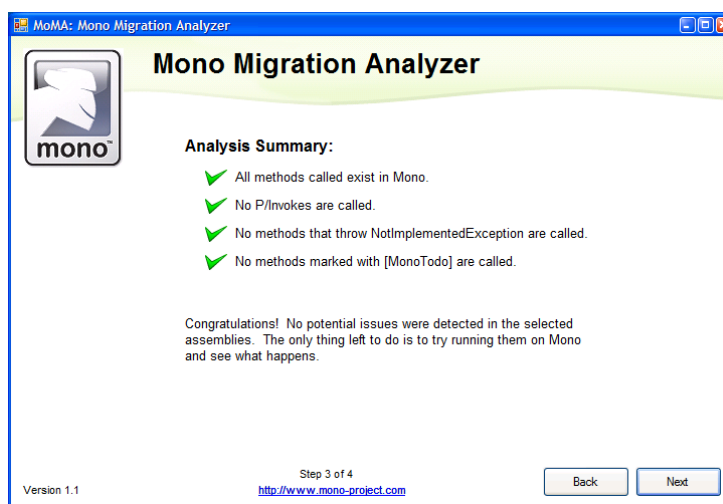 MoMA: Mono Migration Analyzer
Mono Migration Analyzer
mono™
Analysis Summary:
All methods called exist in Mono.
No P/Invokes are called.
No methods that throw NotImplementedException are called.
No methods marked with [MonoTodo] are called.
Congratulations! No potential issues were detected in the selected
assemblies. The only thing left to do is to try running them on Mono
and see what happens.
Step 3 of 4
Version 1.1
http://www.mono-project.com
Back
Next